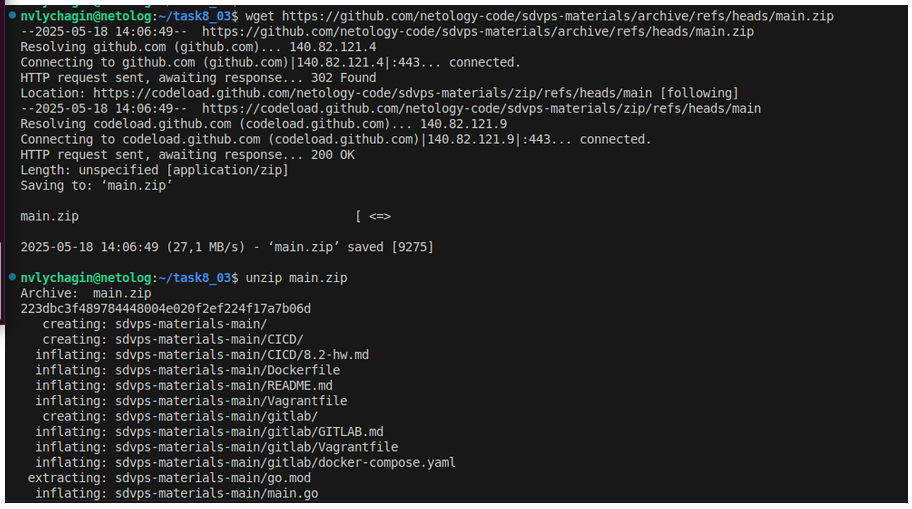 nvlychagin@netolog:~/task8_03$ wget https://github.com/netology-code/sdvps-materials/archive/refs/heads/main.zip
--2025-05-18 14:06:49--  https://github.com/netology-code/sdvps-materials/archive/refs/heads/main.zip
Resolving github.com (github.com)... 140.82.121.4
Connecting to github.com (github.com)|140.82.121.4|:443... connected.
HTTP request sent, awaiting response... 302 Found
Location: https://codeload.github.com/netology-code/sdvps-materials/zip/refs/heads/main [following]
--2025-05-18 14:06:49--  https://codeload.github.com/netology-code/sdvps-materials/zip/refs/heads/main
Resolving codeload.github.com (codeload.github.com)... 140.82.121.9
Connecting to codeload.github.com (codeload.github.com)|140.82.121.9|:443... connected.
HTTP request sent, awaiting response... 200 OK
Length: unspecified [application/zip]
Saving to: ‘main.zip’
main.zip                                     [ <=>
2025-05-18 14:06:49 (27,1 MB/s) - ‘main.zip’ saved [9275]
nvlychagin@netolog:~/task8_03$ unzip main.zip
Archive:  main.zip
223dbc3f489784448004e020f2ef224f17a7b06d
   creating: sdvps-materials-main/
   creating: sdvps-materials-main/CICD/
  inflating: sdvps-materials-main/CICD/8.2-hw.md
  inflating: sdvps-materials-main/Dockerfile
  inflating: sdvps-materials-main/README.md
  inflating: sdvps-materials-main/Vagrantfile
   creating: sdvps-materials-main/gitlab/
  inflating: sdvps-materials-main/gitlab/GITLAB.md
  inflating: sdvps-materials-main/gitlab/Vagrantfile
  inflating: sdvps-materials-main/gitlab/docker-compose.yaml
 extracting: sdvps-materials-main/go.mod
  inflating: sdvps-materials-main/main.go